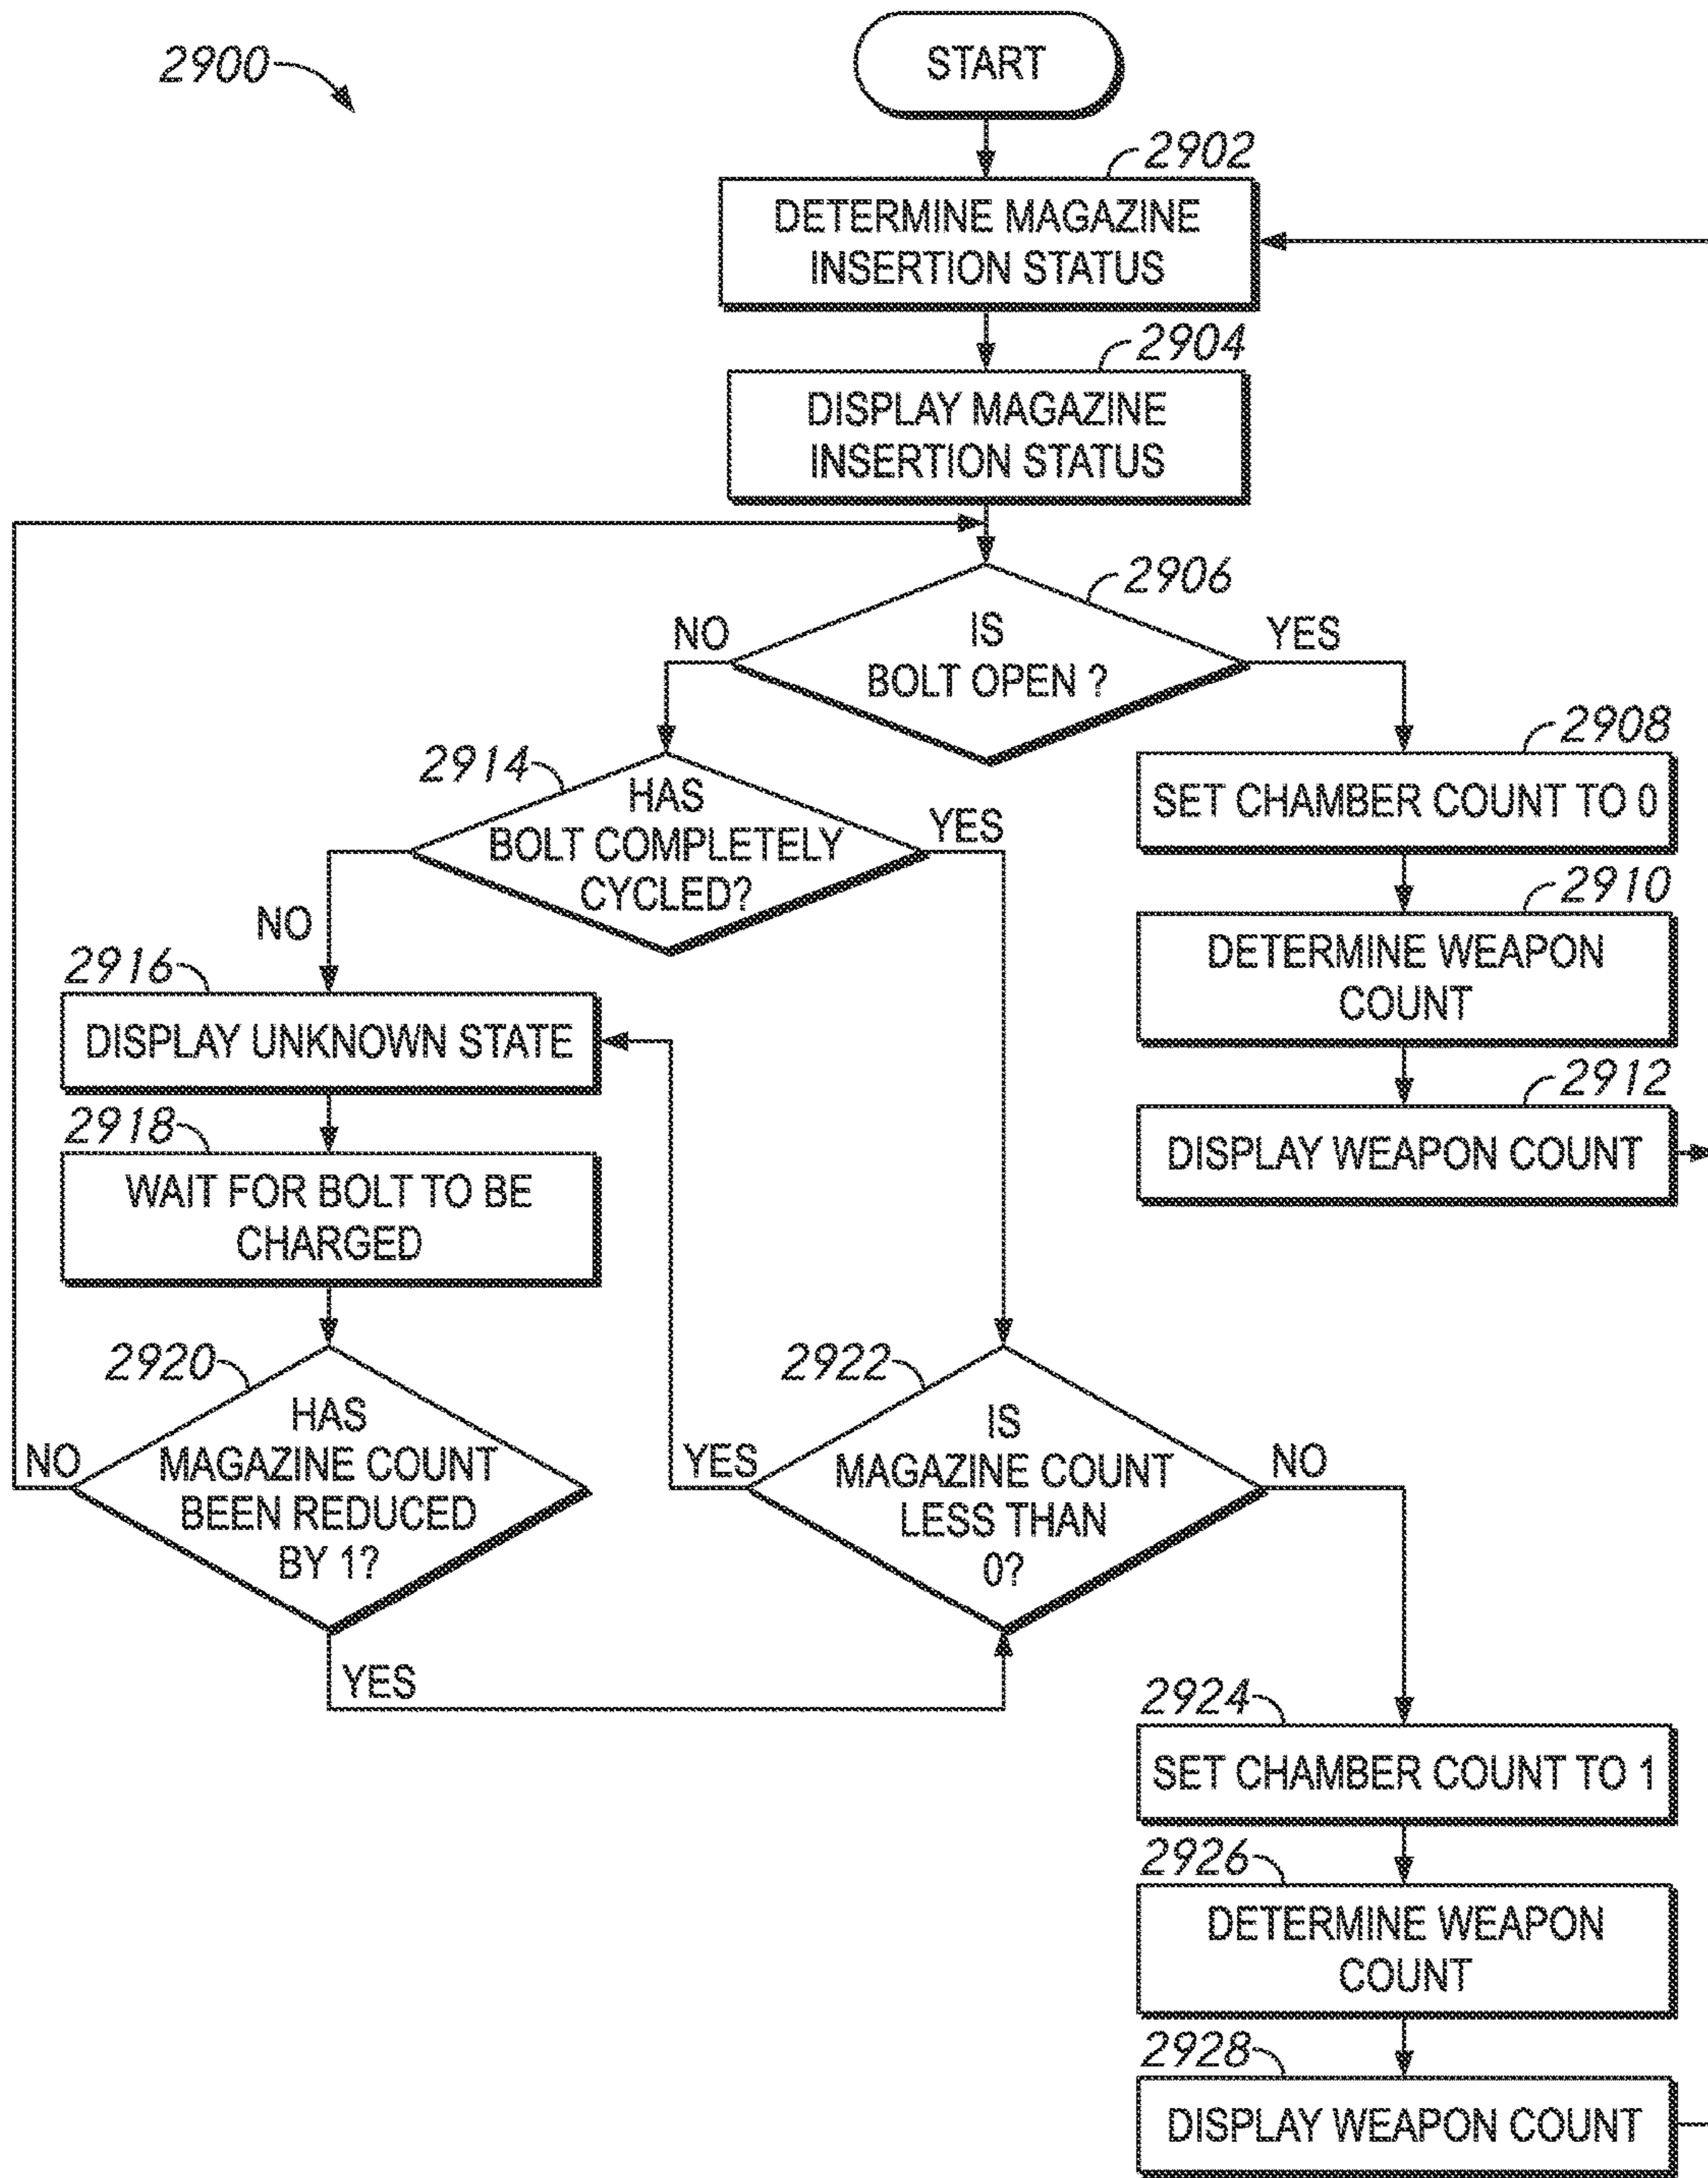 2900
START
2902
DETERMINE MAGAZINE
INSERTION STATUS
2904
DISPLAY MAGAZINE
INSERTION STATUS
2906
IS
BOLT OPEN ?
NO
YES
2908
SET CHAMBER COUNT TO 0
2910
DETERMINE WEAPON
COUNT
2912
DISPLAY WEAPON COUNT
2914
HAS
BOLT COMPLETELY
CYCLED?
YES
NO
2916
DISPLAY UNKNOWN STATE
2918
WAIT FOR BOLT TO BE
CHARGED
2920
HAS
MAGAZINE COUNT
BEEN REDUCED
BY 1?
NO
YES
2922
IS
MAGAZINE COUNT
LESS THAN
0?
YES
NO
2924
SET CHAMBER COUNT TO 1
2926
DETERMINE WEAPON
COUNT
2928
DISPLAY WEAPON COUNT